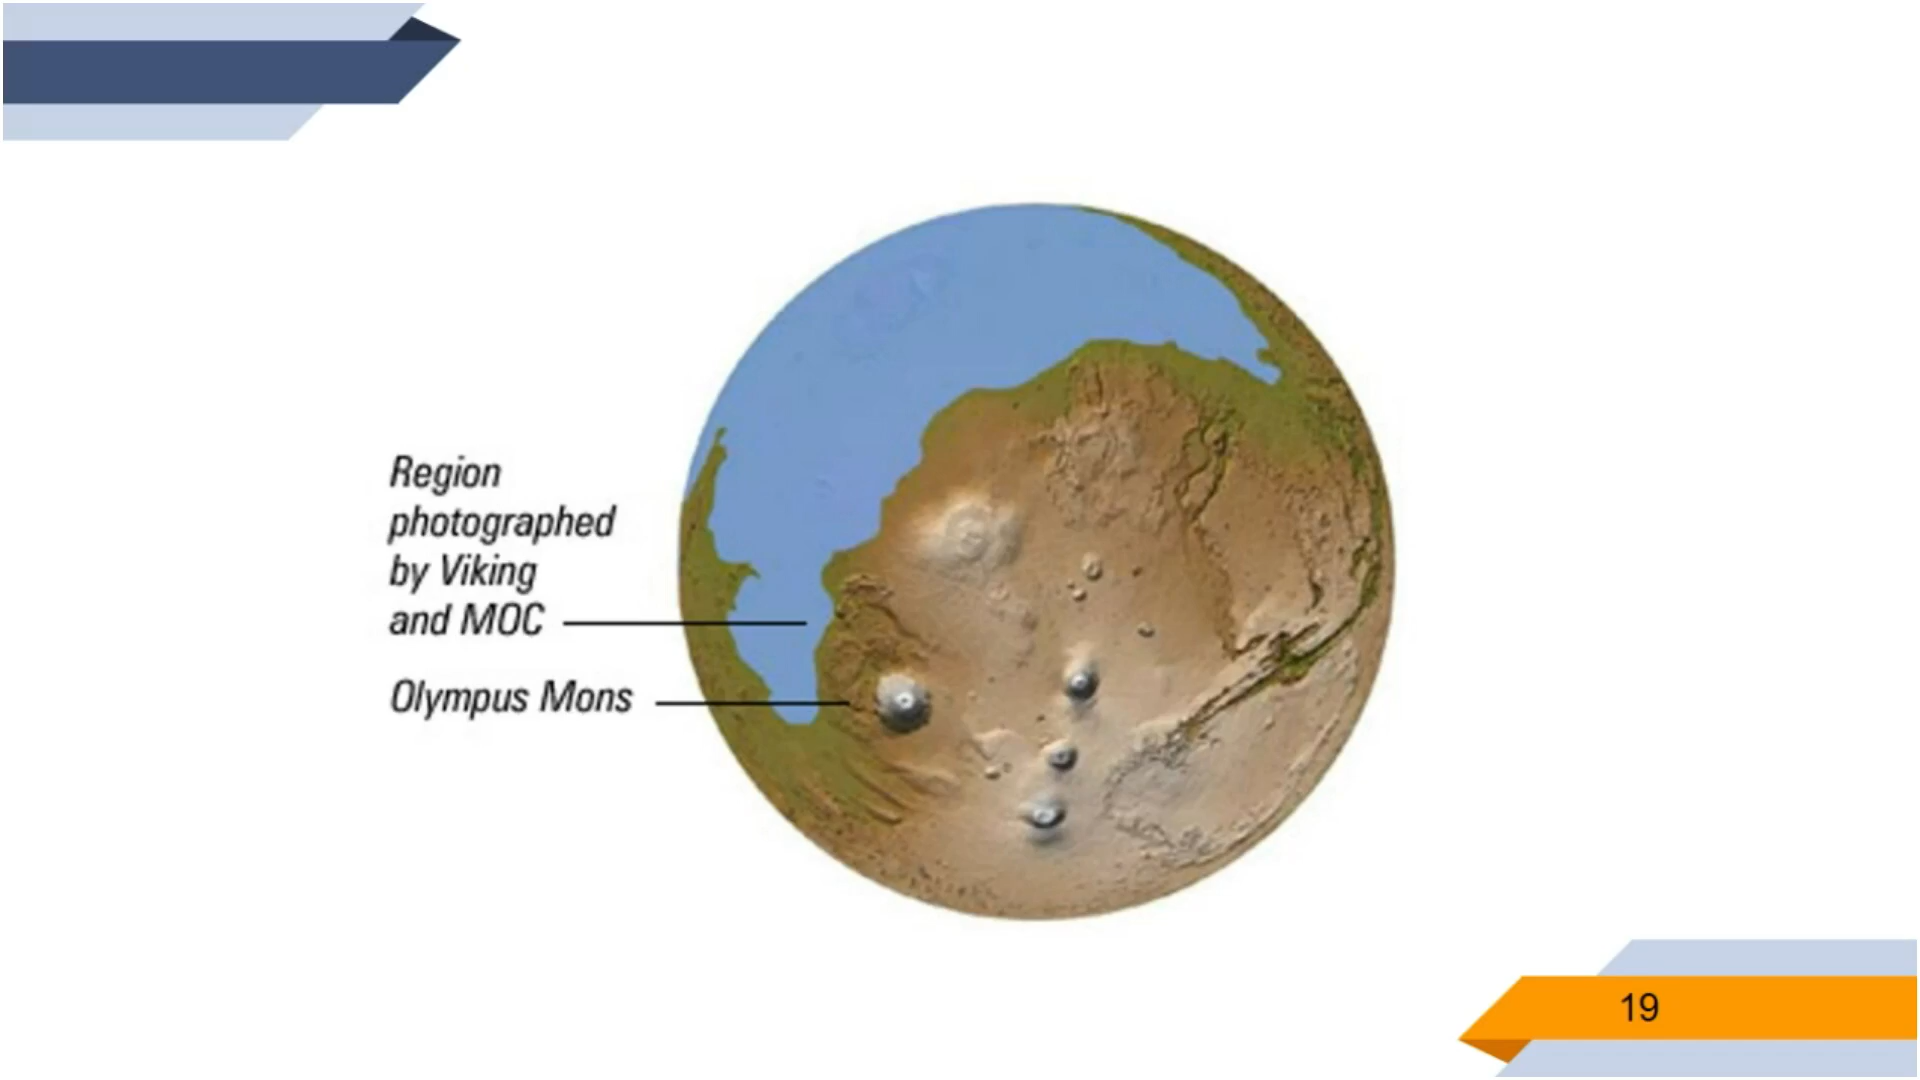 Region
photographed
by Viking
and MOC
Olympus Mons
19